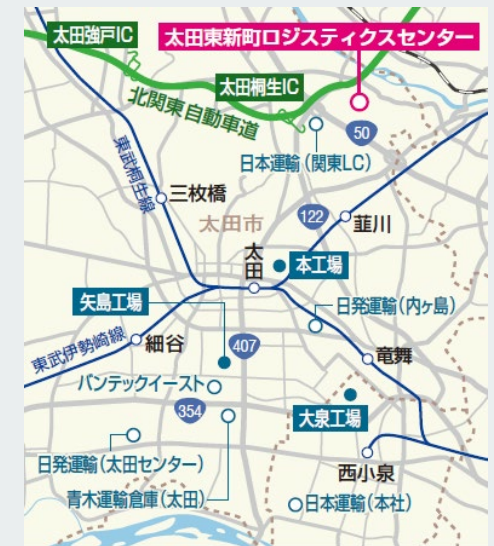 太田強戸IC
太田東新町ロジスティクスセンター
太田桐生IC
北関東自動車道
50
日本運輸(関東LC)
東武桐生線
三枚橋
122
韮川
太田市
太田
本工場
矢島工場
日発運輸(内ヶ島)
東武伊勢崎線
細谷
407
竜舞
バンテックイースト
354
大泉工場
日発運輸(太田センター)
西小泉
青木運輸倉庫(太田)
日本運輸(本社)